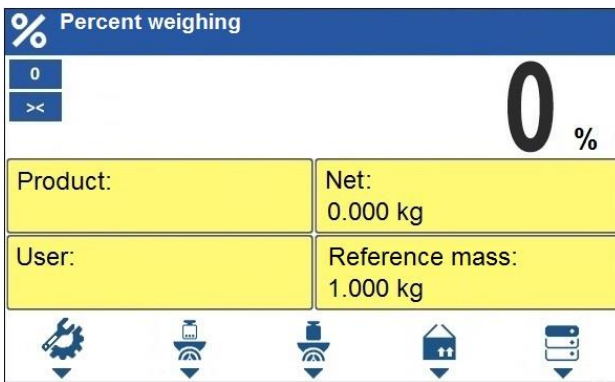 % Percent weighing
0
><
0 %
Product:
Net:
0.000 kg
User:
Reference mass:
1.000 kg